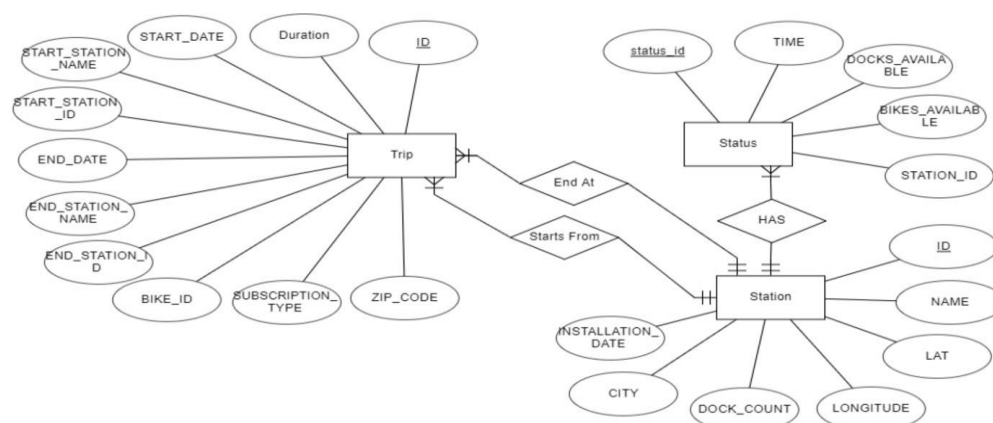 START_DATE
Duration
ID
START_STATION
_NAME
START_STATION
_ID
END_DATE
END_STATION_
NAME
END_STATION_I
D
BIKE_ID
SUBSCRIPTION_
TYPE
ZIP_CODE
Trip
End At
Starts From
status_id
TIME
DOCKS_AVAILA
BLE
BIKES_AVAILAB
LE
STATION_ID
Status
HAS
Station
ID
NAME
LAT
LONGITUDE
DOCK_COUNT
CITY
INSTALLATION_
DATE